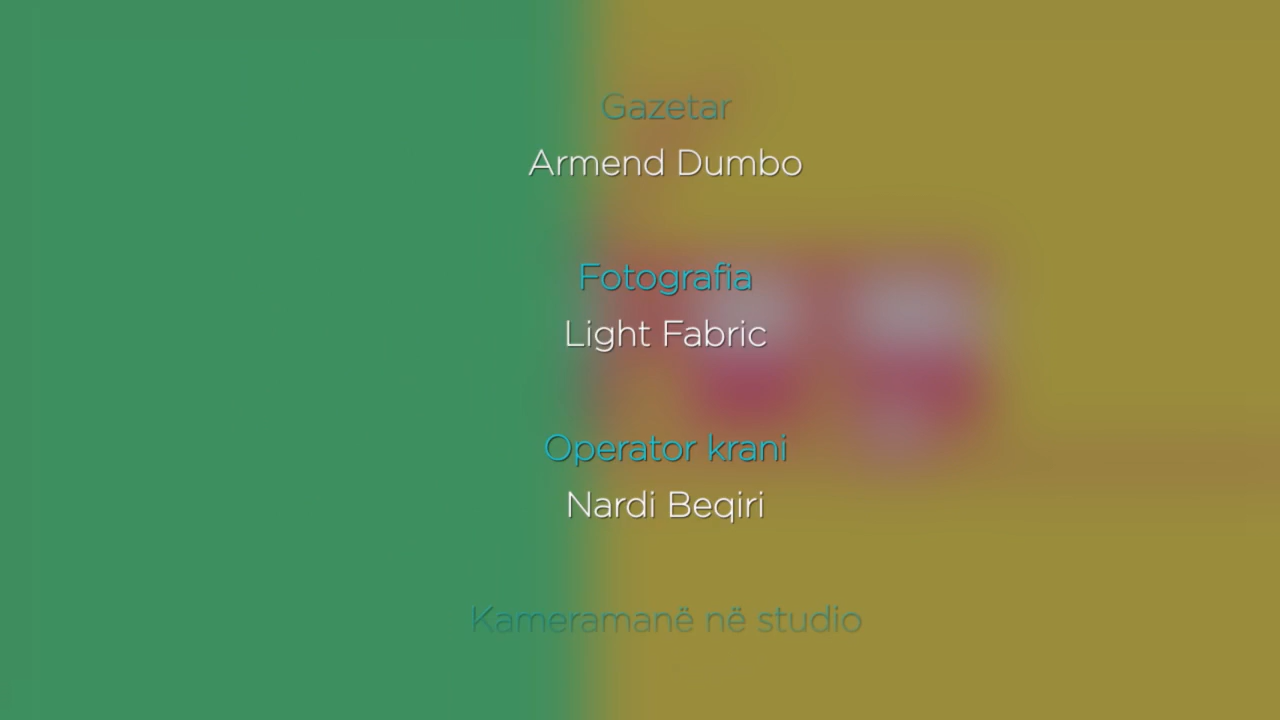 Gazetar
Armend Dumbo
Fotografia
Light Fabric
Operator krani
Nardi Beqiri
Kameramanë në studio